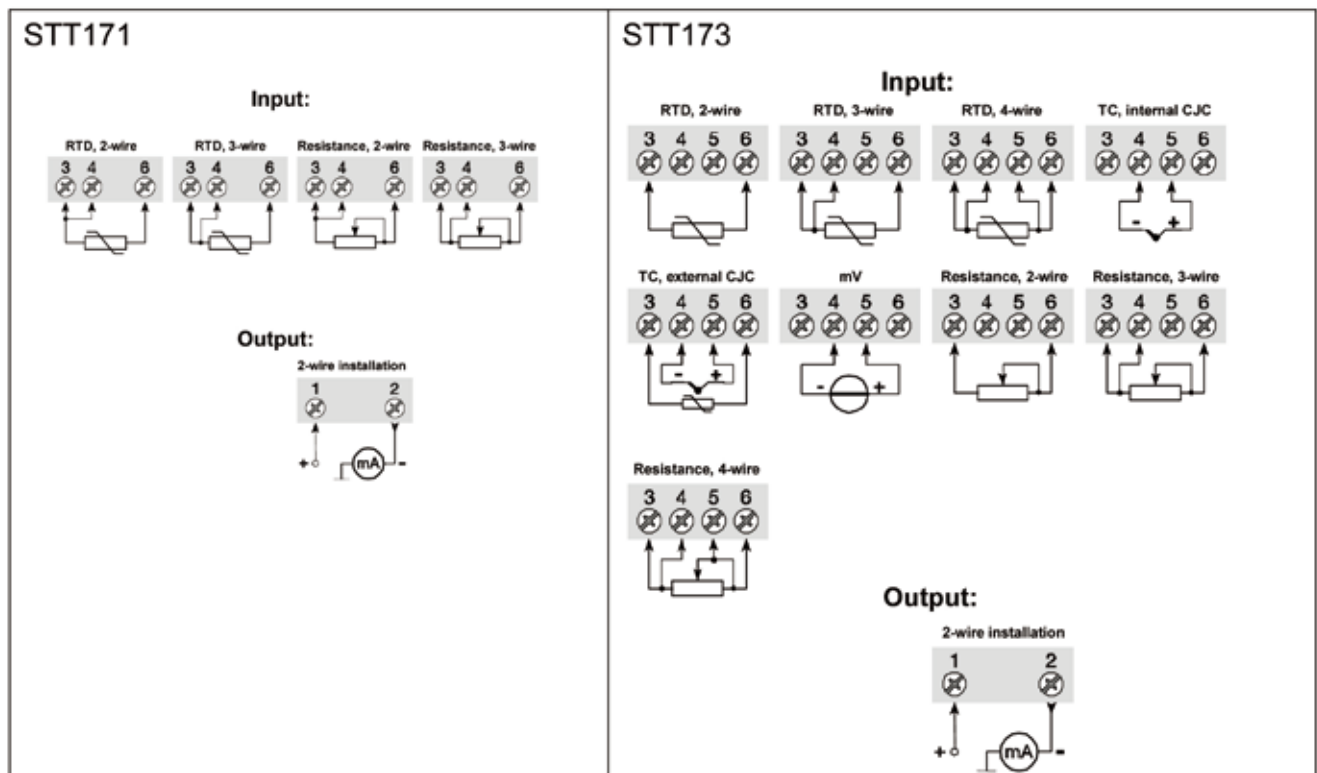 STT171
Input:
RTD, 2-wire
3 4 6
RTD, 3-wire
3 4 6
Resistance, 2-wire
3 4 6
Resistance, 3-wire
3 4 6
Output:
2-wire installation
1 2
+ mA -
STT173
Input:
RTD, 2-wire
3 4 5 6
RTD, 3-wire
3 4 5 6
RTD, 4-wire
3 4 5 6
TC, internal CJC
3 4 5 6
- +
TC, external CJC
3 4 5 6
- +
mV
3 4 5 6
- +
Resistance, 2-wire
3 4 5 6
Resistance, 3-wire
3 4 5 6
Resistance, 4-wire
3 4 5 6
Output:
2-wire installation
1 2
+ mA -